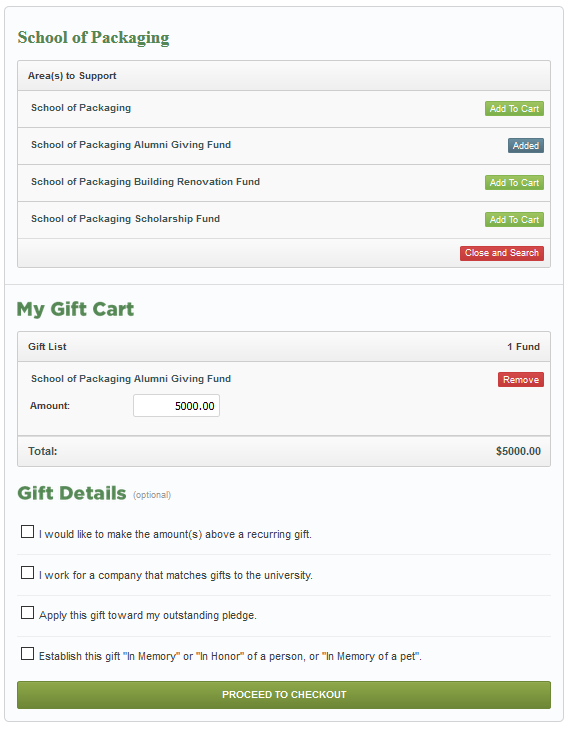 School of Packaging
Area(s) to Support
School of Packaging Add To Cart
School of Packaging Alumni Giving Fund Added
School of Packaging Building Renovation Fund Add To Cart
School of Packaging Scholarship Fund Add To Cart
Close and Search
My Gift Cart
Gift List 1 Fund
School of Packaging Alumni Giving Fund Remove
Amount: 5000.00
Total: $5000.00
Gift Details (optional)
I would like to make the amount(s) above a recurring gift.
I work for a company that matches gifts to the university.
Apply this gift toward my outstanding pledge.
Establish this gift "In Memory" or "In Honor" of a person, or "In Memory of a pet".
PROCEED TO CHECKOUT